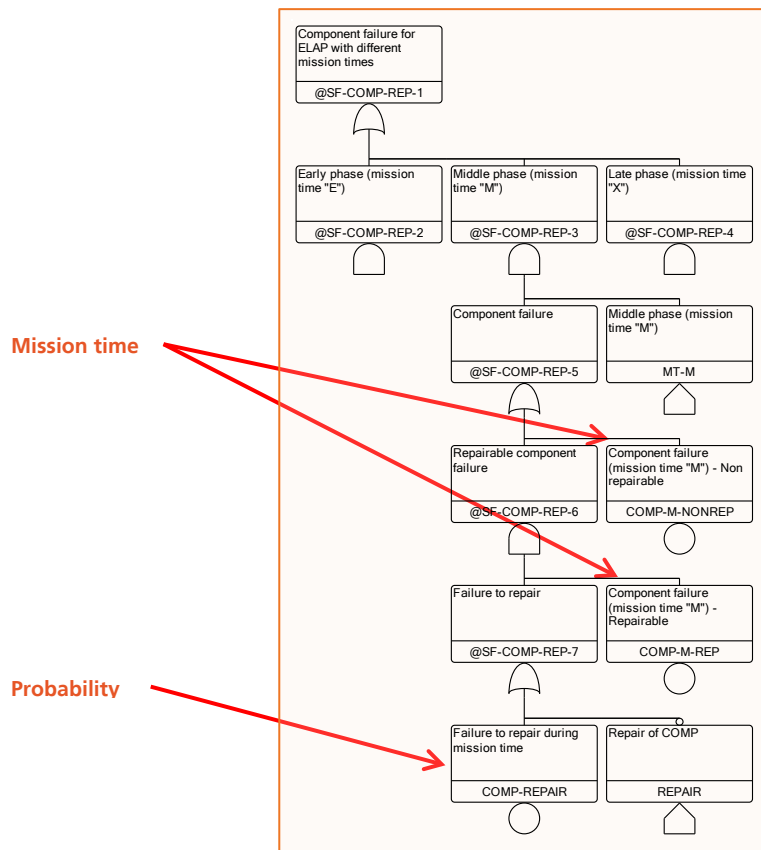 Component failure for
ELAP with different
mission times
@SF-COMP-REP-1
Early phase (mission
time "E")
@SF-COMP-REP-2
Middle phase (mission
time "M")
@SF-COMP-REP-3
Late phase (mission time
"X")
@SF-COMP-REP-4
Component failure
@SF-COMP-REP-5
Middle phase (mission
time "M")
MT-M
Mission time
Repairable component
failure
@SF-COMP-REP-6
Component failure
(mission time "M") - Non
repairable
COMP-M-NONREP
Failure to repair
@SF-COMP-REP-7
Component failure
(mission time "M") -
Repairable
COMP-M-REP
Probability
Failure to repair during
mission time
COMP-REPAIR
Repair of COMP
REPAIR